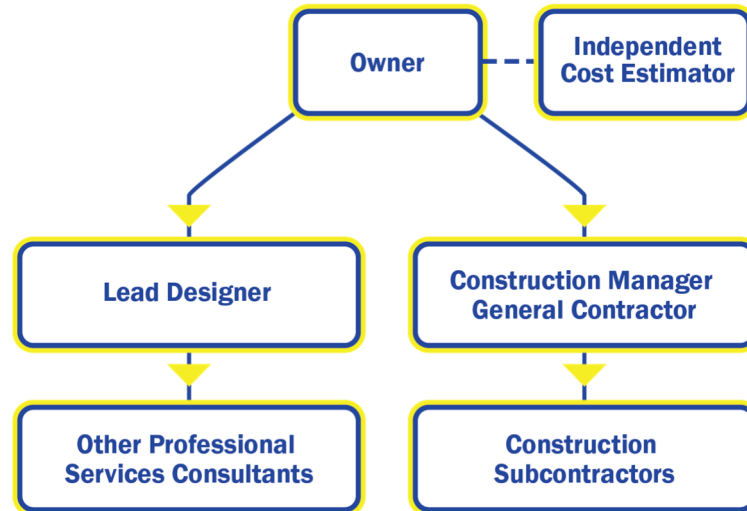 Owner
Independent
Cost Estimator
Lead Designer
Construction Manager
General Contractor
Other Professional
Services Consultants
Construction
Subcontractors